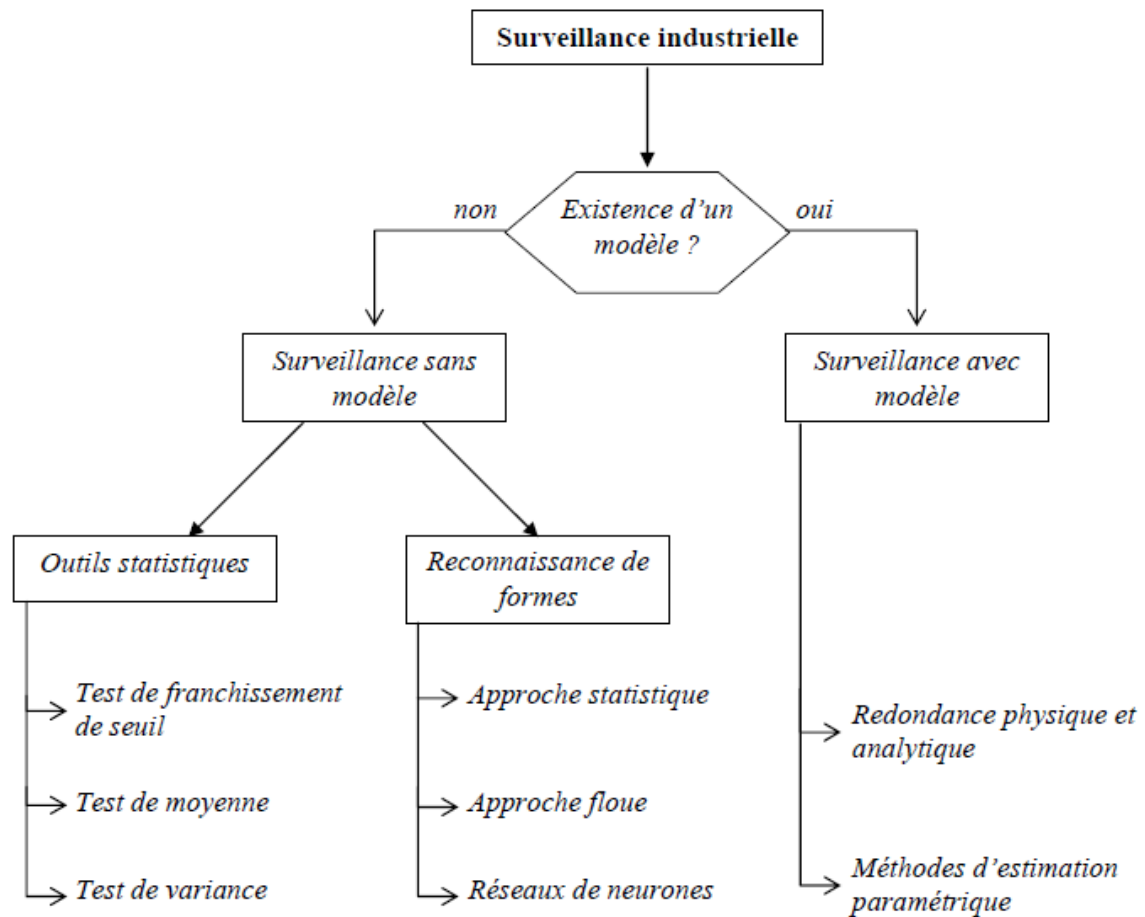 Surveillance industrielle
non
Existence d'un
modèle ?
oui
Surveillance sans
modèle
Surveillance avec
modèle
Outils statistiques
Reconnaissance de
formes
Test de franchissement
de seuil
Test de moyenne
Test de variance
Approche statistique
Approche floue
Réseaux de neurones
Redondance physique et
analytique
Méthodes d'estimation
paramétrique